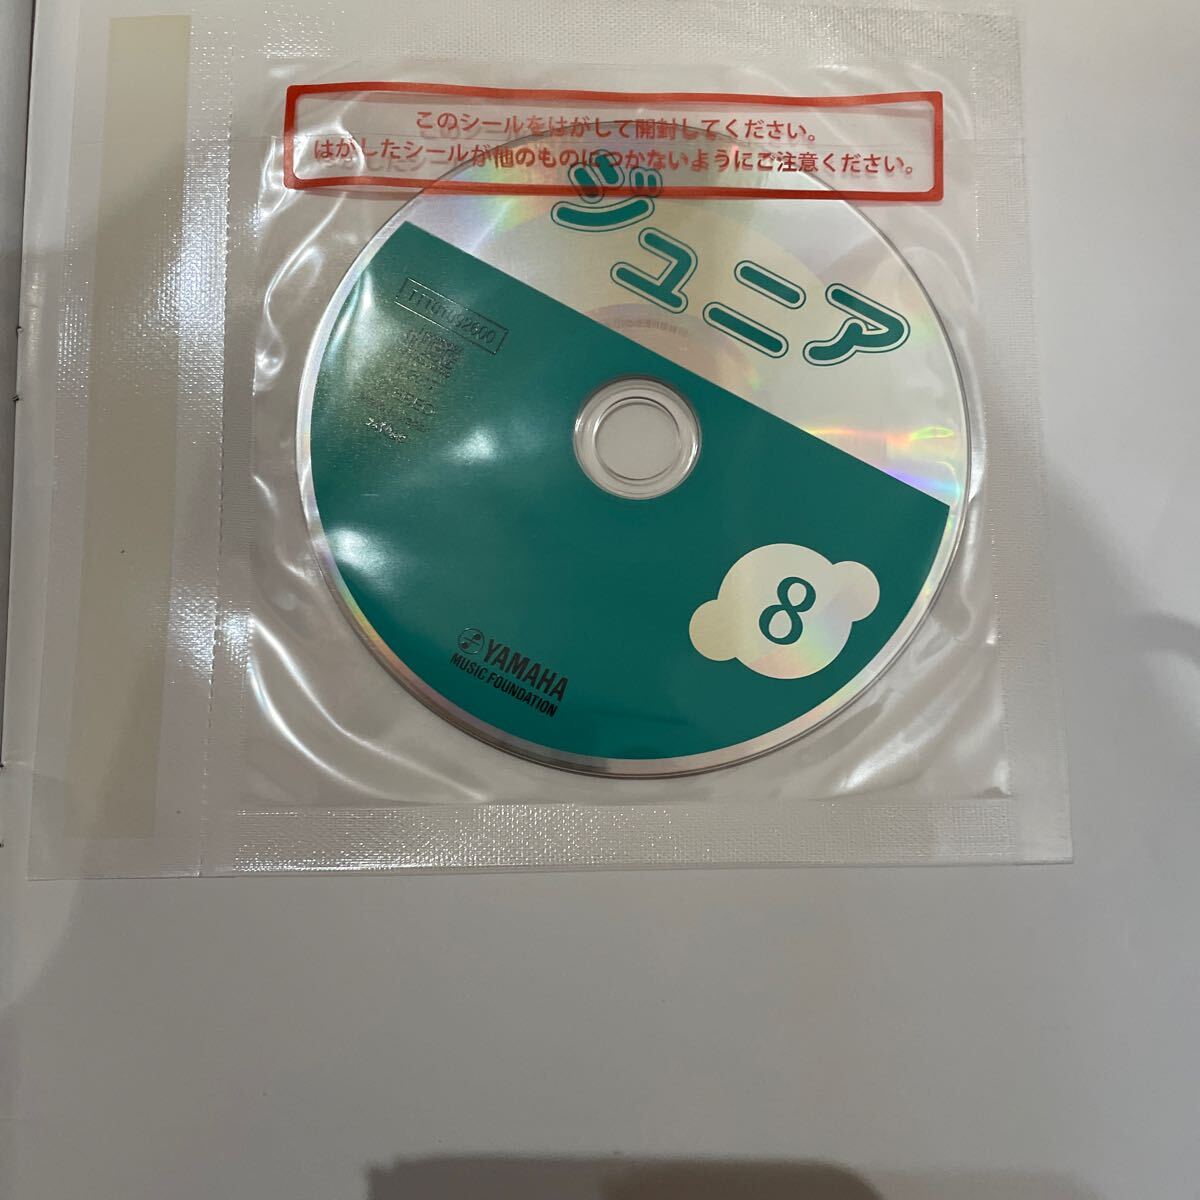 このシールをはがして開封してください。
はがしたシールが他のものにつかないようにご注意ください。
ジュニア
8
YAMAHA
MUSIC FOUNDATION